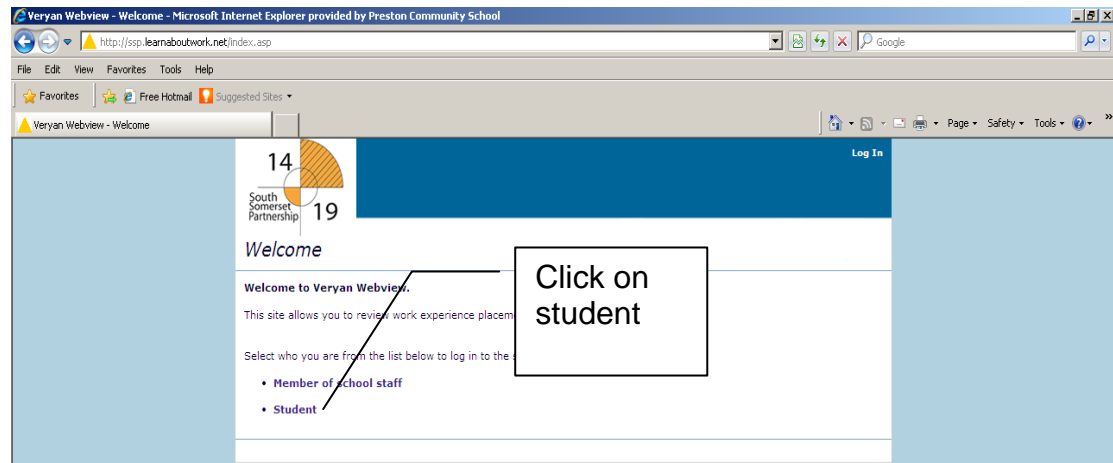 Veryan Webview - Welcome - Microsoft Internet Explorer provided by Preston Community School
http://ssp.learnaboutwork.net/index.asp
Google
File Edit View Favorites Tools Help
Favorites Free Hotmail Suggested Sites
Veryan Webview - Welcome
Page Safety Tools
Log In
14
South
Somerset
Partnership
19
Welcome
Click on
student
Welcome to Veryan Webview.
This site allows you to review work experience
Select who you are from the list below to log in to the
• Member of school staff
• Student